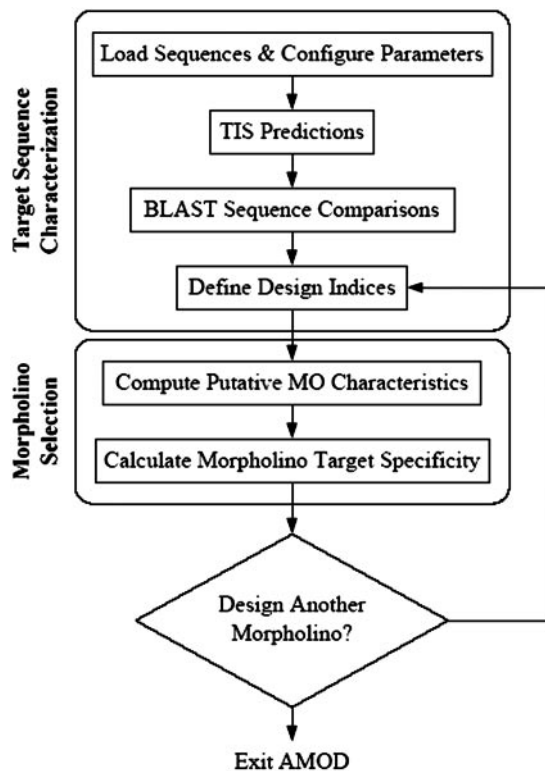 Target Sequence
Characterization
Load Sequences & Configure Parameters
TIS Predictions
BLAST Sequence Comparisons
Define Design Indices
Morpholino
Selection
Compute Putative MO Characteristics
Calculate Morpholino Target Specificity
Design Another
Morpholino?
Exit AMOD